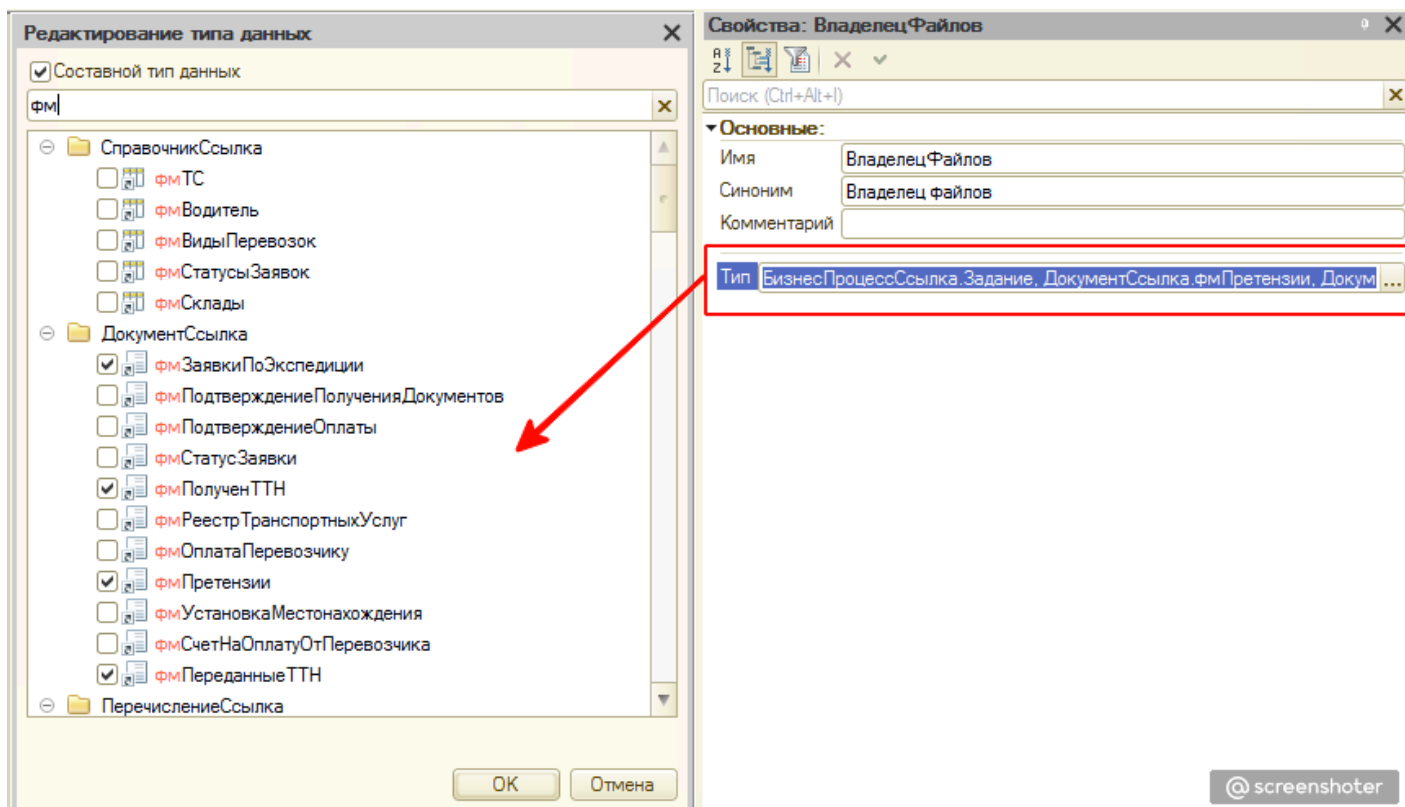 Редактирование типа данных
Составной тип данных
фм
СправочникСсылка
фмТС
фмВодитель
фмВидыПеревозок
фмСтатусыЗаявок
фмСклады
ДокументСсылка
фмЗаявкиПоЭкспедиции
фмПодтверждениеПолученияДокументов
фмПодтверждениеОплаты
фмСтатусЗаявки
фмПолученТТН
фмРеестрТранспортныхУслуг
фмОплатаПеревозчику
фмПретензии
фмУстановкаМестонахождения
фмСчетНаОплатуОтПеревозчика
фмПереданныеТТН
ПеречислениеСсылка
OK
Отмена
Свойства: ВладелецФайлов
Поиск (Ctrl+Alt+I)
Основные:
Имя ВладелецФайлов
Синоним Владелец файлов
Комментарий
Тип БизнесПроцессСсылка.Задание, ДокументСсылка.фмПретензии, Докум ...
@screenshoter